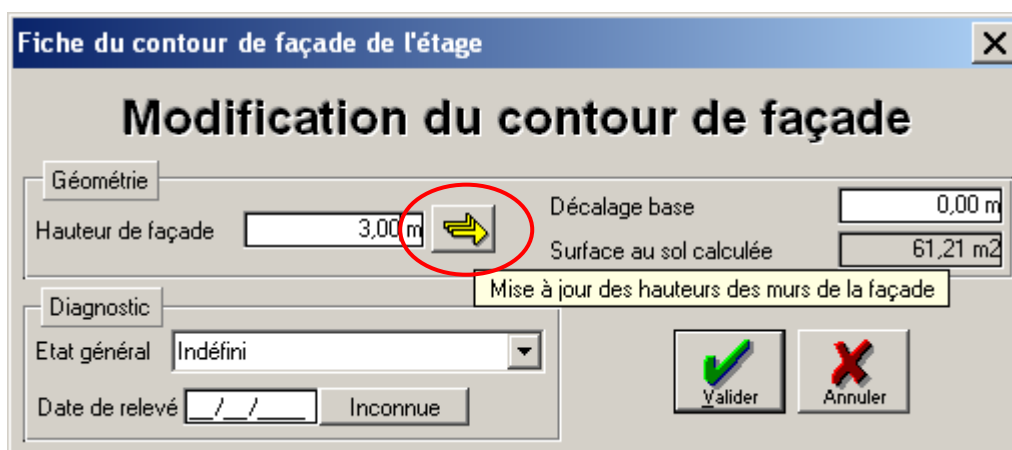 Fiche du contour de façade de l'étage
Modification du contour de façade
Géométrie
Hauteur de façade 3,00 m
Décalage base 0,00 m
Surface au sol calculée 61,21 m2
Mise à jour des hauteurs des murs de la façade
Diagnostic
Etat général Indéfini
Date de relevé __/__/____ Inconnue
Valider
Annuler